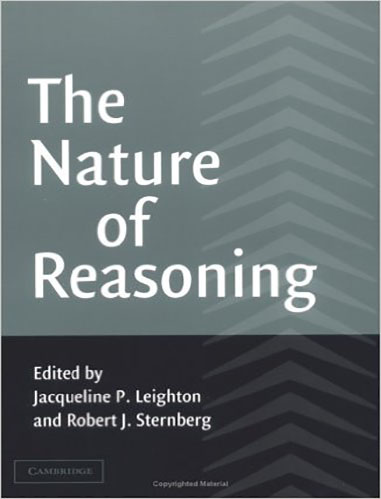 The
Nature
of
Reasoning
Edited by
Jacqueline P. Leighton
and Robert J. Sternberg
CAMBRIDGE
Copyrighted Material